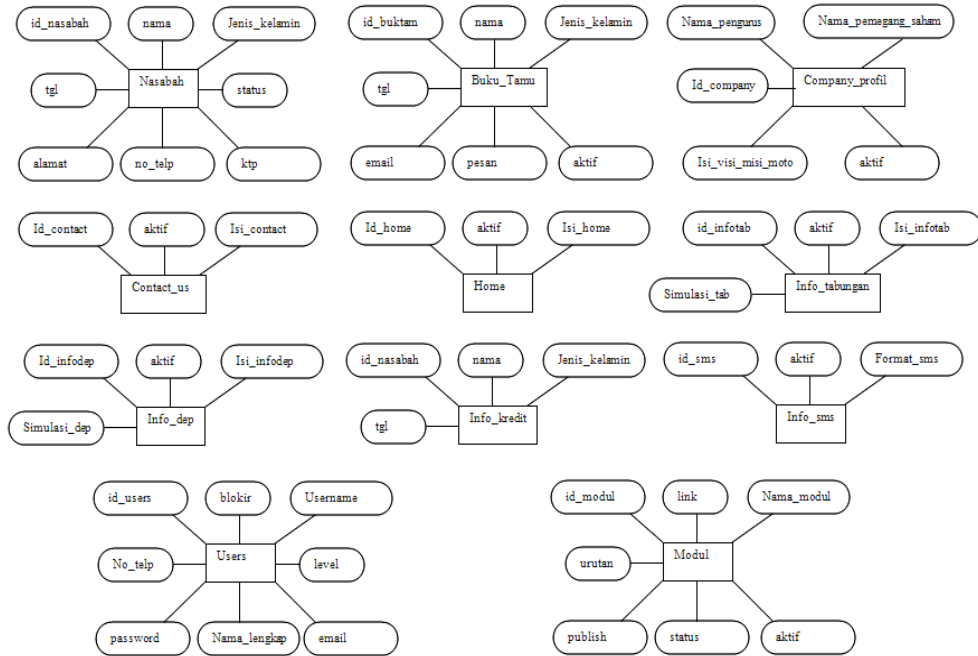 id_nasabah
nama
Jenis_kelamin
tgl
Nasabah
status
alamat
no_telp
ktp
id_buktam
nama
Jenis_kelamin
tgl
Buku_Tamu
email
pesan
aktif
Nama_pengurus
Nama_pemegang_saham
Id_company
Company_profil
Isi_visi_misi_moto
aktif
Id_contact
aktif
Isi_contact
Contact_us
Id_home
aktif
Isi_home
Home
id_infotab
aktif
Isi_infotab
Simulasi_tab
Info_tabungan
Id_infodep
aktif
Isi_infodep
Simulasi_dep
Info_dep
id_nasabah
nama
Jenis_kelamin
tgl
Info_kredit
id_sms
aktif
Format_sms
Info_sms
id_users
blokir
Username
No_telp
Users
level
password
Nama_lengkap
email
id_modul
link
Nama_modul
urutan
Modul
publish
status
aktif